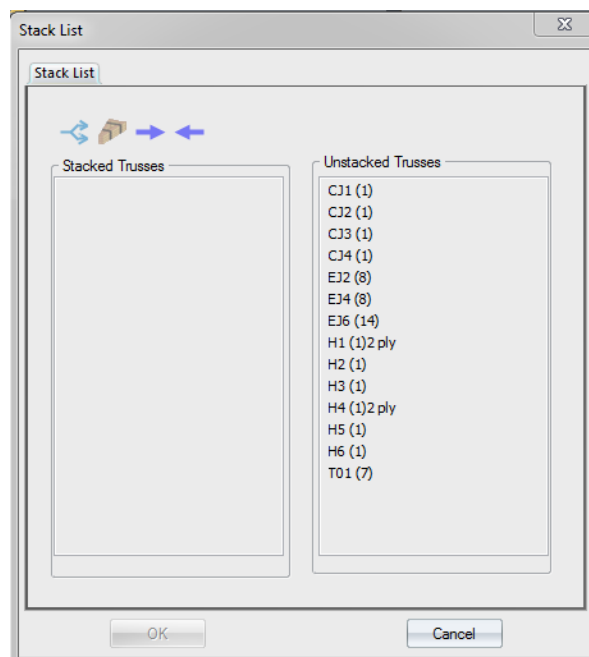 Stack List
Stack List
Stacked Trusses
Unstacked Trusses
CJ1 (1)
CJ2 (1)
CJ3 (1)
CJ4 (1)
EJ2 (8)
EJ4 (8)
EJ6 (14)
H1 (1)2 ply
H2 (1)
H3 (1)
H4 (1)2 ply
H5 (1)
H6 (1)
T01 (7)
OK
Cancel